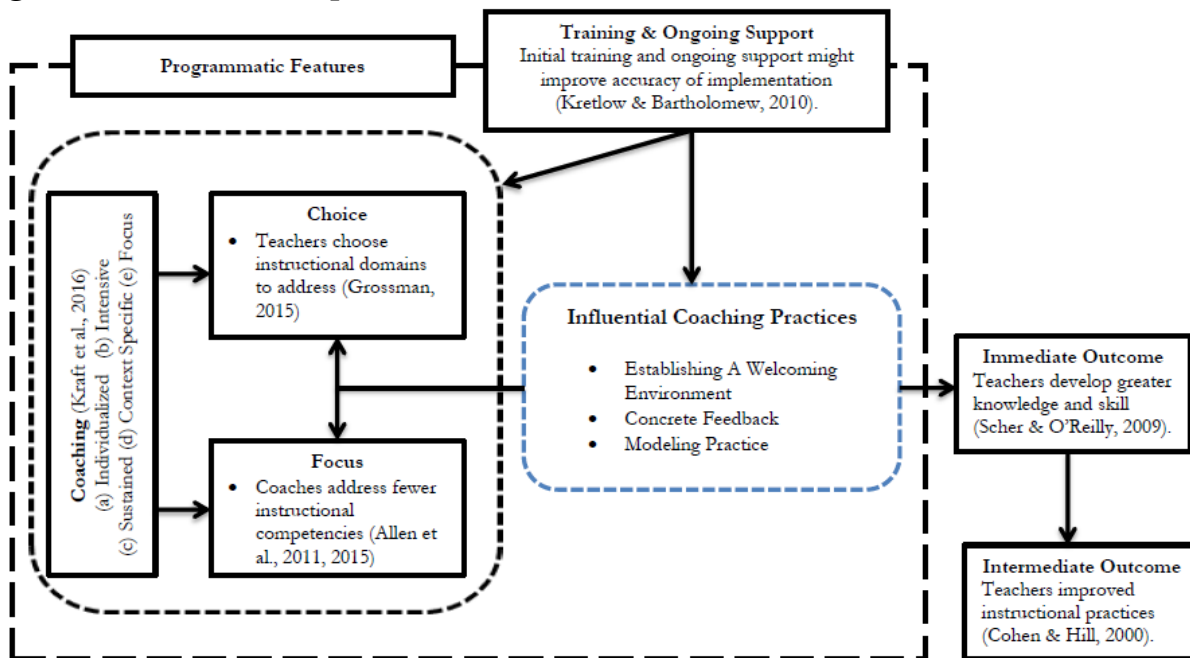 Training & Ongoing Support
Initial training and ongoing support might
improve accuracy of implementation
(Kretlow & Bartholomew, 2010).
Programmatic Features
Coaching (Kraft et al., 2016)
(a) Individualized (b) Intensive
(c) Sustained (d) Context Specific (e) Focus
Choice
• Teachers choose
instructional domains
to address (Grossman,
2015)
Focus
• Coaches address fewer
instructional
competencies (Allen et
al., 2011, 2015)
Influential Coaching Practices
• Establishing A Welcoming
Environment
• Concrete Feedback
• Modeling Practice
Immediate Outcome
Teachers develop greater
knowledge and skill
(Scher & O’Reilly, 2009).
Intermediate Outcome
Teachers improved
instructional practices
(Cohen & Hill, 2000).